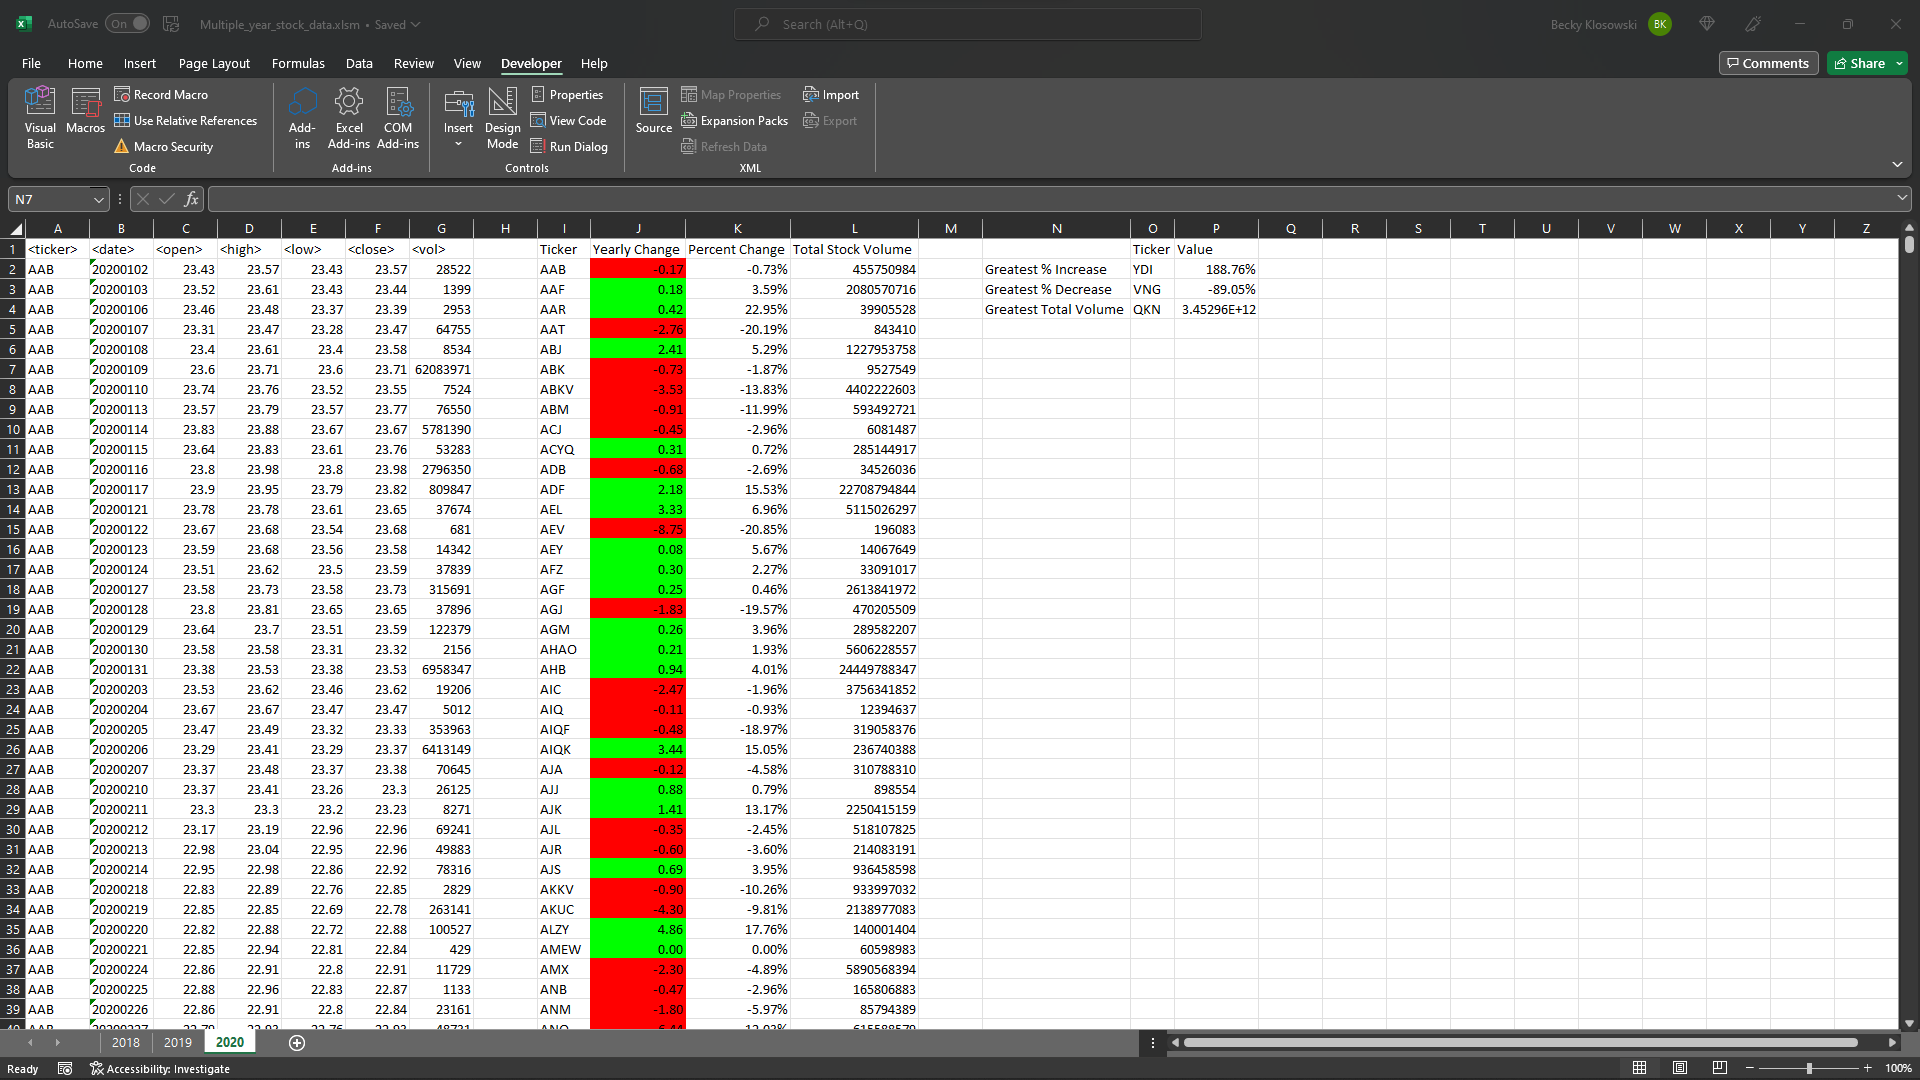 AutoSave On Multiple_year_stock_data.xlsm • Saved Search (Alt+Q) Becky Klosowski BK
File Home Insert Page Layout Formulas Data Review View Developer Help Comments Share
Visual Basic Macros Record Macro Use Relative References Macro Security Code
Add-ins Excel Add-ins COM Add-ins Add-ins
Insert Design Mode Properties View Code Run Dialog Controls
Source Map Properties Expansion Packs Refresh Data Import Export XML
N7 fx
A B C D E F G H I J K L M N O P Q R S T U V W X Y Z
1 <ticker> <date> <open> <high> <low> <close> <vol> Ticker Yearly Change Percent Change Total Stock Volume Ticker Value
2 AAB 20200102 23.43 23.57 23.43 23.57 28522 AAB -0.17 -0.73% 455750984 Greatest % Increase YDI 188.76%
3 AAB 20200103 23.52 23.61 23.43 23.44 1399 AAF 0.18 3.59% 2080570716 Greatest % Decrease VNG -89.05%
4 AAB 20200106 23.46 23.48 23.37 23.39 2953 AAR 0.42 22.95% 39905528 Greatest Total Volume QKN 3.45296E+12
5 AAB 20200107 23.31 23.47 23.28 23.47 64755 AAT -2.76 -20.19% 843410
6 AAB 20200108 23.4 23.61 23.4 23.58 8534 ABJ 2.41 5.29% 1227953758
7 AAB 20200109 23.6 23.71 23.6 23.71 62083971 ABK -0.73 -1.87% 9527549
8 AAB 20200110 23.74 23.76 23.52 23.55 7524 ABKV -3.53 -13.83% 4402222603
9 AAB 20200113 23.57 23.79 23.57 23.77 76550 ABM -0.91 -11.99% 593492721
10 AAB 20200114 23.83 23.88 23.67 23.67 5781390 ACJ -0.45 -2.96% 6081487
11 AAB 20200115 23.64 23.83 23.61 23.76 53283 ACYQ 0.31 0.72% 285144917
12 AAB 20200116 23.8 23.98 23.8 23.98 2796350 ADB -0.68 -2.69% 34526036
13 AAB 20200117 23.9 23.95 23.79 23.82 809847 ADF 2.18 15.53% 22708794844
14 AAB 20200121 23.78 23.78 23.61 23.65 37674 AEL 3.33 6.96% 5115026297
15 AAB 20200122 23.67 23.68 23.54 23.68 681 AEV -8.75 -20.85% 196083
16 AAB 20200123 23.59 23.68 23.56 23.58 14342 AEY 0.08 5.67% 14067649
17 AAB 20200124 23.51 23.62 23.5 23.59 37839 AFZ 0.30 2.27% 33091017
18 AAB 20200127 23.58 23.73 23.58 23.73 315691 AGF 0.25 0.46% 2613841972
19 AAB 20200128 23.8 23.81 23.65 23.65 37896 AGJ -1.83 -19.57% 470205509
20 AAB 20200129 23.64 23.7 23.51 23.59 122379 AGM 0.26 3.96% 289582207
21 AAB 20200130 23.58 23.58 23.31 23.32 2156 AHAO 0.21 1.93% 5606228557
22 AAB 20200131 23.38 23.53 23.38 23.53 6958347 AHB 0.94 4.01% 24449788347
23 AAB 20200203 23.53 23.62 23.46 23.62 19206 AIC -2.47 -1.96% 3756341852
24 AAB 20200204 23.67 23.67 23.47 23.47 5012 AIQ -0.11 -0.93% 12394637
25 AAB 20200205 23.47 23.49 23.32 23.33 353963 AIQF -0.48 -18.97% 319058376
26 AAB 20200206 23.29 23.41 23.29 23.37 6413149 AIQK 3.44 15.05% 236740388
27 AAB 20200207 23.37 23.48 23.37 23.38 70645 AJA -0.12 -4.58% 310788310
28 AAB 20200210 23.37 23.41 23.26 23.3 26125 AJJ 0.88 0.79% 898554
29 AAB 20200211 23.3 23.3 23.2 23.23 8271 AJK 1.41 13.17% 2250415159
30 AAB 20200212 23.17 23.19 22.96 22.96 69241 AJL -0.35 -2.45% 518107825
31 AAB 20200213 22.98 23.04 22.95 22.96 49883 AJR -0.60 -3.60% 214083191
32 AAB 20200214 22.95 22.98 22.86 22.92 78316 AJS 0.69 3.95% 936458598
33 AAB 20200218 22.83 22.89 22.76 22.85 2829 AKKV -0.90 -10.26% 933997032
34 AAB 20200219 22.85 22.85 22.69 22.78 263141 AKUC -4.30 -9.81% 2138977083
35 AAB 20200220 22.82 22.88 22.72 22.88 100527 ALZY 4.86 17.76% 140001404
36 AAB 20200221 22.85 22.94 22.81 22.84 429 AMEW 0.00 0.00% 60598983
37 AAB 20200224 22.86 22.91 22.8 22.91 11729 AMX -2.30 -4.89% 5890568394
38 AAB 20200225 22.88 22.96 22.83 22.87 1133 ANB -0.47 -2.96% 165806883
39 AAB 20200226 22.86 22.91 22.8 22.84 23161 ANM -1.80 -5.97% 85794389
2018 2019 2020
Ready Accessibility: Investigate 100%